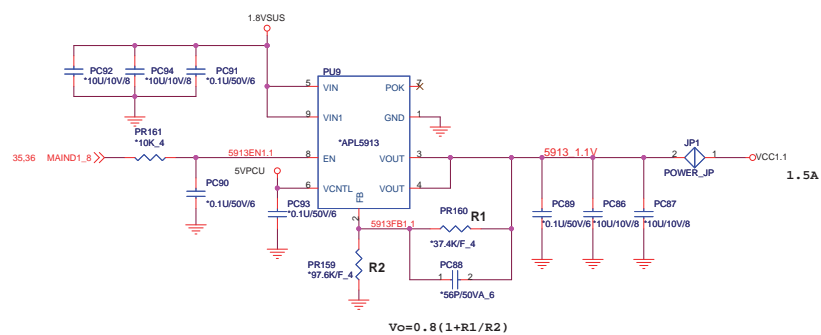 1.8VSUS
PC92
*10U/10V/8
PC94
*10U/10V/8
PC91
*0.1U/50V/6
PU9
5
VIN
POK
7
9
VIN1
GND
1
*APL5913
35,36
MAIND1_8
PR161
*10K_4
5913EN1.1
8
EN
VOUT
3
5913_1.1V
2
JP1
1
POWER_JP
VCC1.1
1.5A
PC90
*0.1U/50V/6
5VPCU
6
VCNTL
VOUT
4
FB
2
PC93
*0.1U/50V/6
5913FB1.1
PR160
R1
*37.4K/F_4
PC89
*0.1U/50V/6
PC86
*10U/10V/8
PC87
*10U/10V/8
PR159
*97.6K/F_4
R2
PC88
1
2
*56P/50VA_6
Vo=0.8(1+R1/R2)